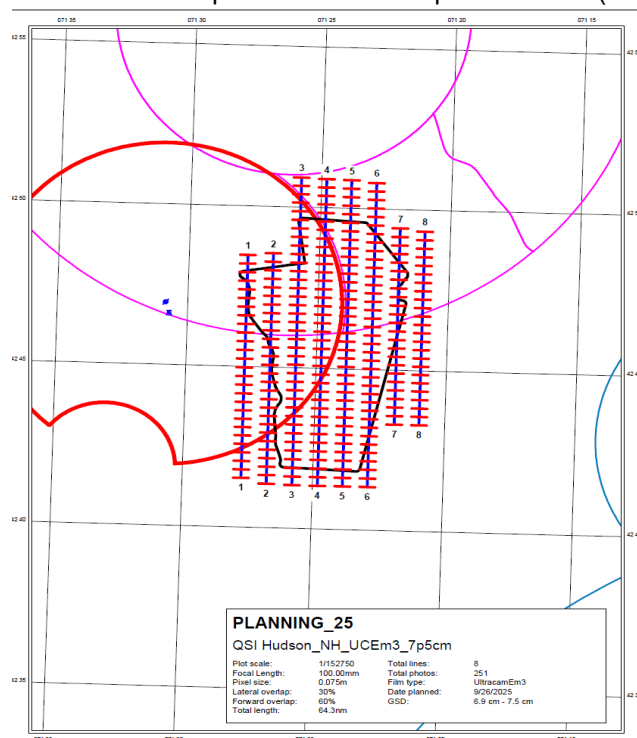 071 35 071 30 071 25 071 20 071 15
42 55
42 50
3 4 5 6
7 8
1 2
42 45
7 8
1 2 3 4 5 6
42 40
42 35
PLANNING_25
QSI Hudson_NH_UCEm3_7p5cm
Plot scale: 1/152750 Total lines: 8
Focal Length: 100.00mm Total photos: 251
Pixel size: 0.075m Film type: UltracamEm3
Lateral overlap: 30% Date planned: 9/26/2025
Forward overlap: 60% GSD: 6.9 cm - 7.5 cm
Total length: 64.3nm